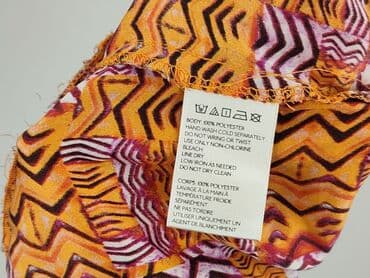 BODY: 100% POLYESTER
HAND WASH COLD SEPARATELY
DO NOT WRING OR TWIST
USE ONLY NON-CHLORINE
BLEACH
LINE DRY
LOW IRON AS NEEDED
DO NOT DRY CLEAN
CORPS: 100% POLYESTER
LAVAGE À LA MAIN À
TEMPÉRATURE FROIDE
SÉPARÉMENT
NE PAS TORDRE
UTILISER UNIQUEMENT UN
AGENT DE BLANCHIMENT